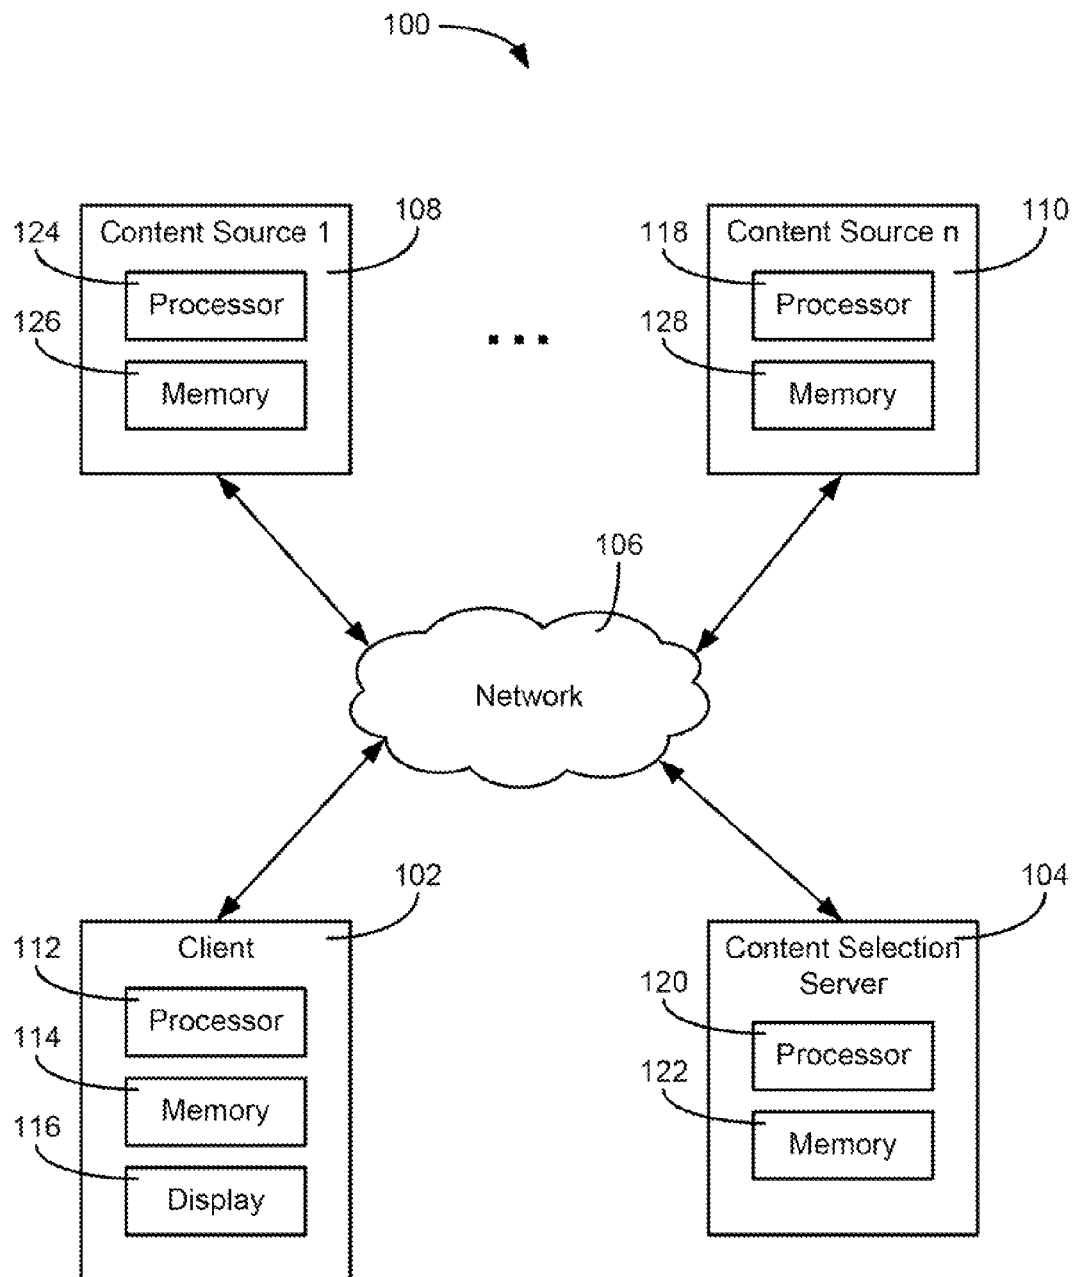 100
124
Content Source 1
108
Processor
126
Memory
118
Content Source n
110
Processor
128
Memory
...
106
Network
102
Client
112
Processor
114
Memory
116
Display
104
Content Selection
Server
120
Processor
122
Memory